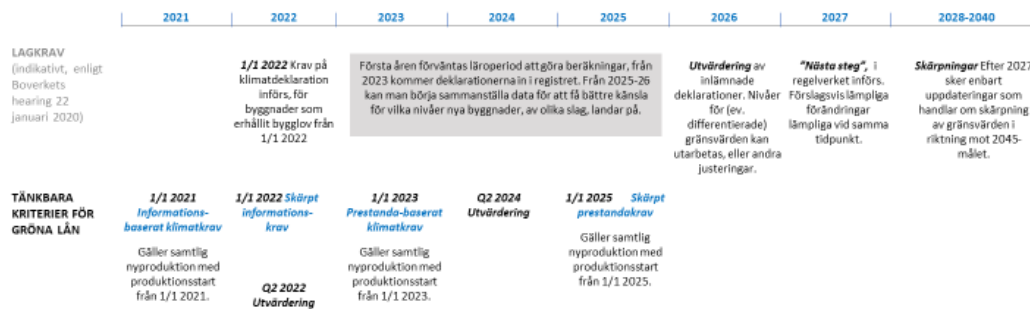 2021 2022 2023 2024 2025 2026 2027 2028-2040
LAGKRAV
(indikativt, enligt
Boverkets
hearing 22
januari 2020)
1/1 2022 Krav på
klimatdeklaration
införs, för
byggnader som
erhållit bygglov från
1/1 2022
Första åren förväntas läroperiod att göra beräkningar, från
2023 kommer deklarationerna in i registret. Från 2025-26
kan man börja sammanställa data för att få bättre känsla
för vilka nivåer nya byggnader, av olika slag, landar på.
Utvärdering av
inlämnade
deklarationer. Nivåer
för (ev.
differentierade)
gränsvärden kan
utarbetas, eller andra
justeringar.
"Nästa steg", i
regelverket införs.
Förslagsvis lämpliga
förändringar
lämpliga vid samma
tidpunkt.
Skärpningar Efter 2027
sker enbart
uppdateringar som
handlar om skärpning
av gränsvärden i
riktning mot 2045-
målet.
TÄNKBARA
KRITERIER FÖR
GRÖNA LÅN
1/1 2021
Informations-
baserat klimatkrav
Gäller samtlig
nyproduktion med
produktionsstart
från 1/1 2021.
1/1 2022 Skärpt
informations-
krav
Q2 2022
Utvärdering
1/1 2023
Prestanda-baserat
klimatkrav
Gäller samtlig
nyproduktion med
produktionsstart
från 1/1 2023.
Q2 2024
Utvärdering
1/1 2025 Skärpt
prestandakrav
Gäller samtlig
nyproduktion med
produktionsstart
från 1/1 2025.